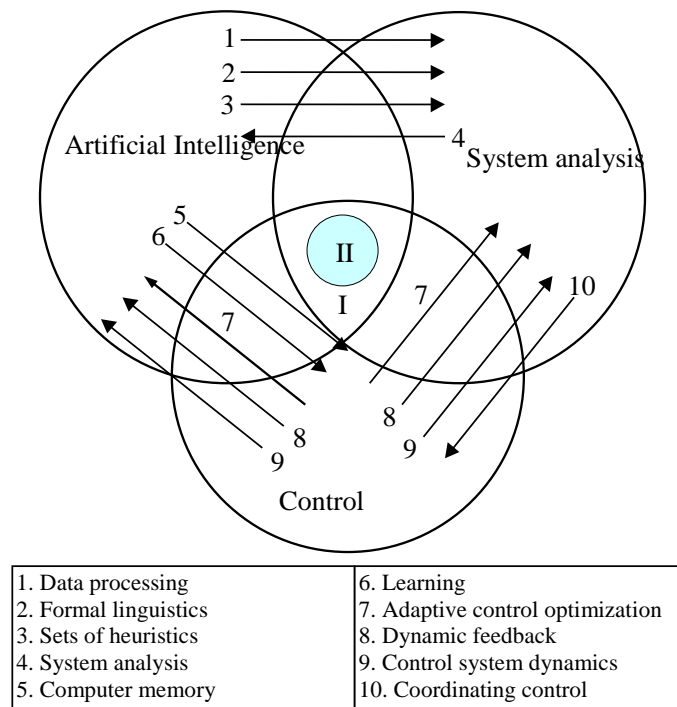 1
2
3
4
Artificial Intelligence
System analysis
5
6
II
I
7
7
10
8
9
8
9
Control
1. Data processing
2. Formal linguistics
3. Sets of heuristics
4. System analysis
5. Computer memory
6. Learning
7. Adaptive control optimization
8. Dynamic feedback
9. Control system dynamics
10. Coordinating control